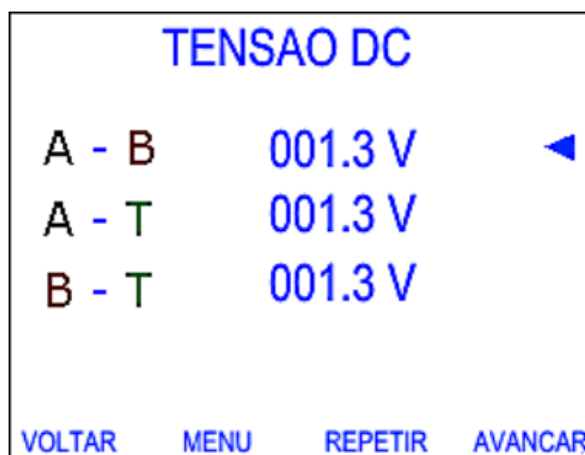 TENSAO DC
A - B 001.3 V
A - T 001.3 V
B - T 001.3 V
VOLTAR MENU REPETIR AVANCAR